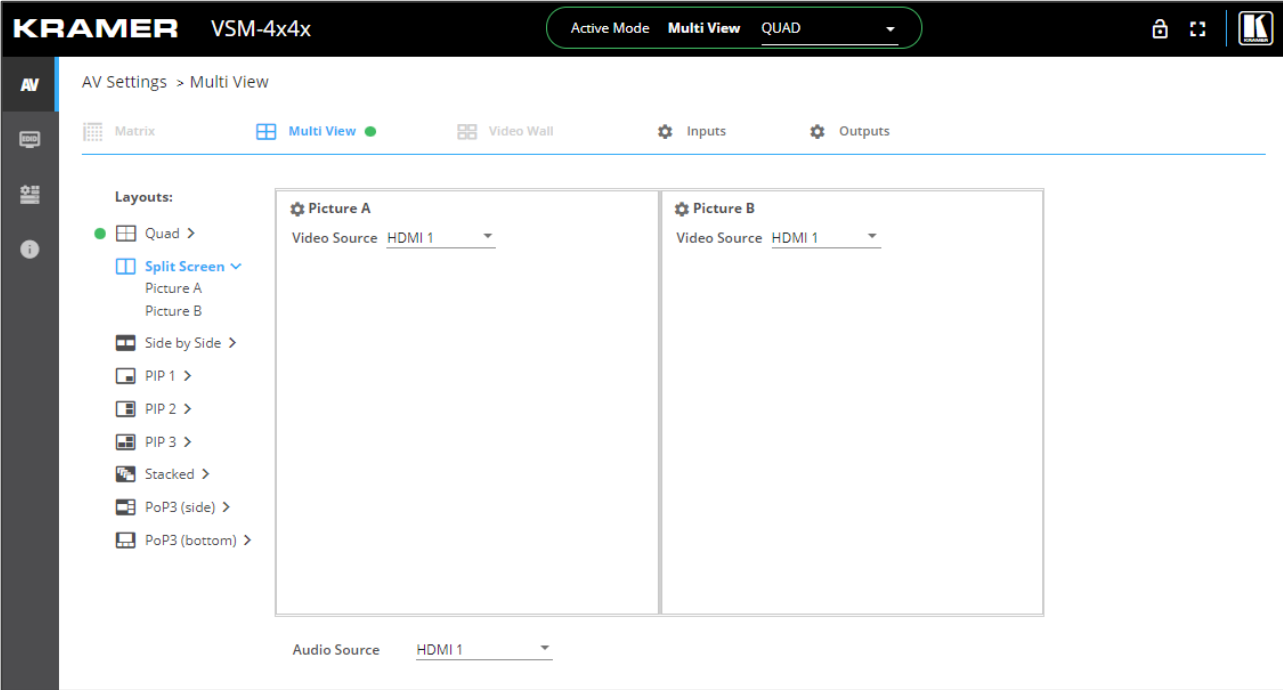 KRAMER VSM-4x4x Active Mode Multi View QUAD
KRAMER
AV
AV Settings > Multi View
EDID
Matrix Multi View Video Wall Inputs Outputs
Layouts:
Quad >
Split Screen
Picture A
Picture B
Side by Side >
PIP 1 >
PIP 2 >
PIP 3 >
Stacked >
PoP3 (side) >
PoP3 (bottom) >
Picture A
Video Source HDMI 1
Picture B
Video Source HDMI 1
Audio Source HDMI 1